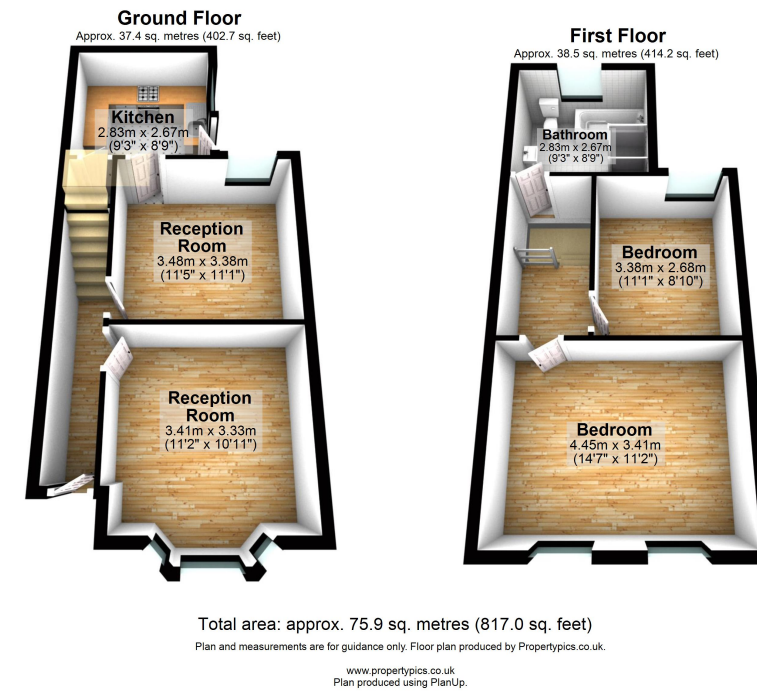 Ground Floor
Approx. 37.4 sq. metres (402.7 sq. feet)
Kitchen
2.83m x 2.67m
(9'3" x 8'9")
Reception
Room
3.48m x 3.38m
(11'5" x 11'1")
Reception
Room
3.41m x 3.33m
(11'2" x 10'11")
First Floor
Approx. 38.5 sq. metres (414.2 sq. feet)
Bathroom
2.83m x 2.67m
(9'3" x 8'9")
Bedroom
3.38m x 2.68m
(11'1" x 8'10")
Bedroom
4.45m x 3.41m
(14'7" x 11'2")
Total area: approx. 75.9 sq. metres (817.0 sq. feet)
Plan and measurements are for guidance only. Floor plan produced by Propertypics.co.uk.
www.propertypics.co.uk
Plan produced using PlanUp.